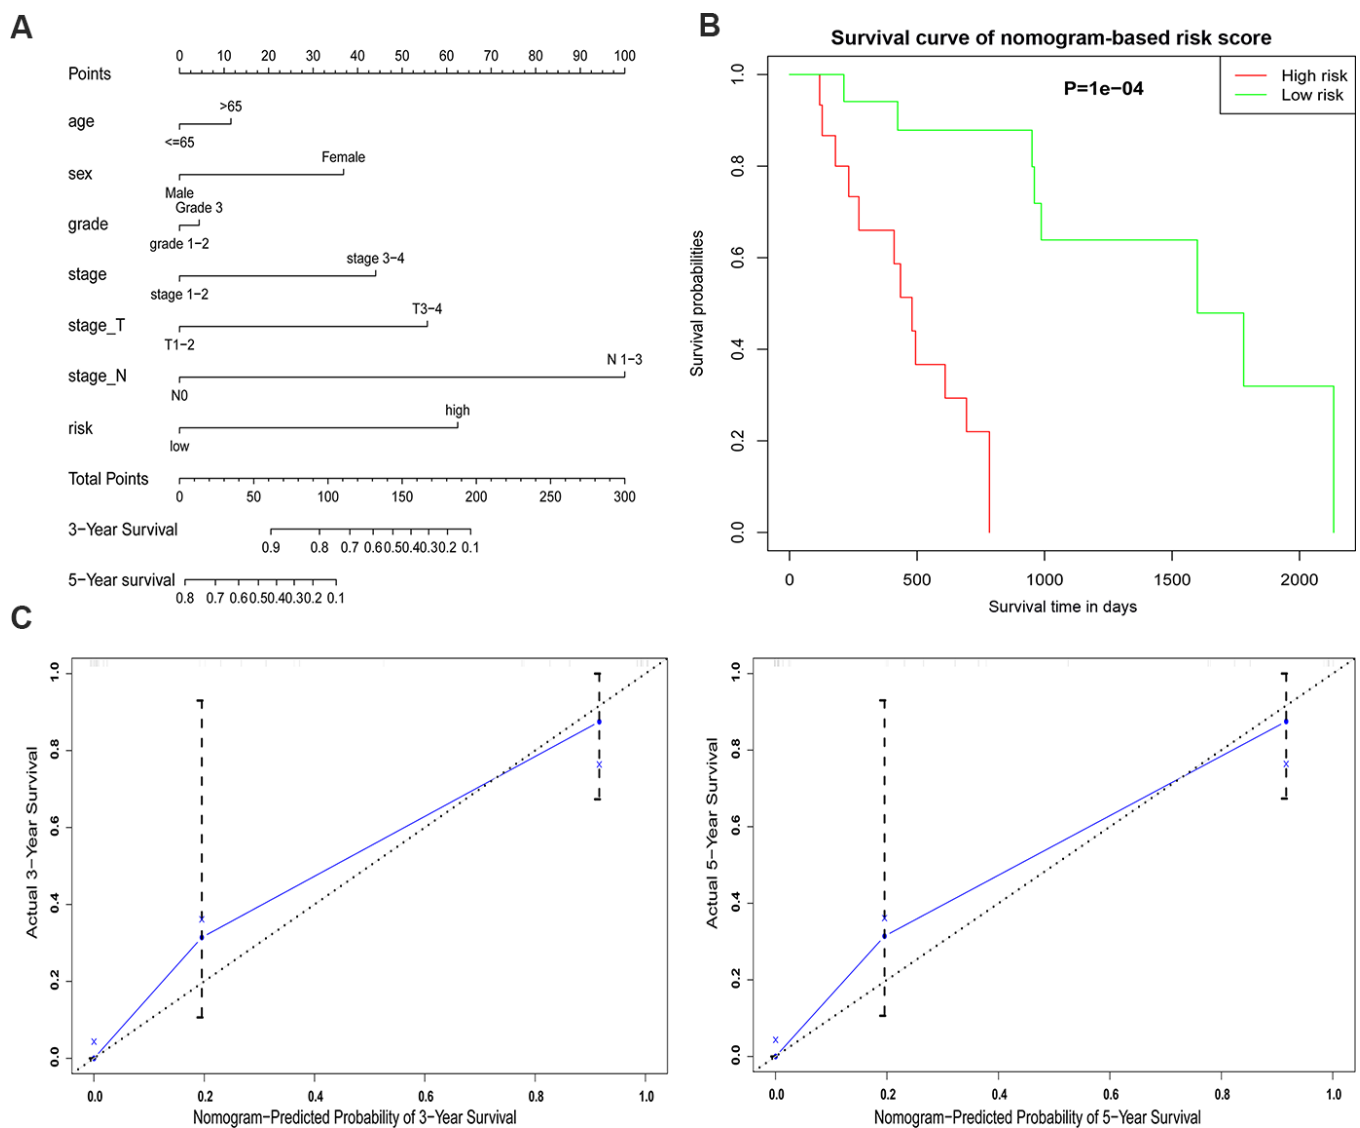 A
0 10 20 30 40 50 60 70 80 90 100
Points
>65
age
<=65
Female
sex
Male
Grade 3
grade
grade 1−2
stage 3−4
stage
stage 1−2
T3−4
stage_T
T1−2
N 1−3
stage_N
N0
high
risk
low
Total Points
0 50 100 150 200 250 300
3−Year Survival
0.9 0.8 0.7 0.6 0.5 0.4 0.3 0.2 0.1
5−Year survival
0.8 0.7 0.6 0.5 0.4 0.3 0.2 0.1
B
Survival curve of nomogram−based risk score
P=1e−04
High risk
Low risk
Survival probabilities
1.0
0.8
0.6
0.4
0.2
0.0
0 500 1000 1500 2000
Survival time in days
C
Actual 3−Year Survival
1.0
0.8
0.6
0.4
0.2
0.0
0.0 0.2 0.4 0.6 0.8 1.0
Nomogram−Predicted Probability of 3−Year Survival
Actual 5−Year Survival
1.0
0.8
0.6
0.4
0.2
0.0
0.0 0.2 0.4 0.6 0.8 1.0
Nomogram−Predicted Probability of 5−Year Survival